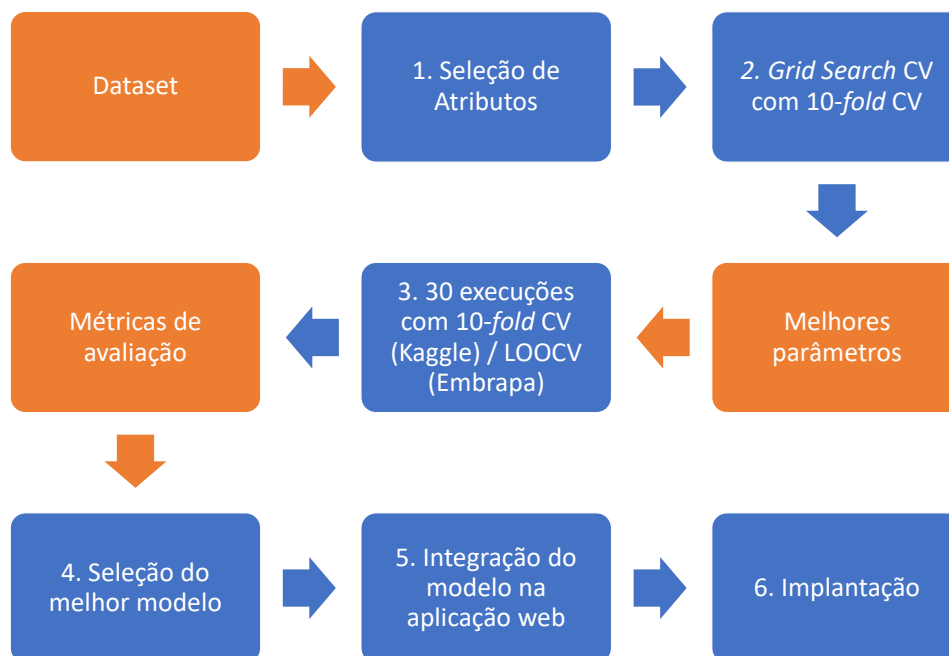 Dataset
1. Seleção de
Atributos
2. Grid Search CV
com 10-fold CV
Métricas de
avaliação
3. 30 execuções
com 10-fold CV
(Kaggle) / LOOCV
(Embrapa)
Melhores
parâmetros
4. Seleção do
melhor modelo
5. Integração do
modelo na
aplicação web
6. Implantação